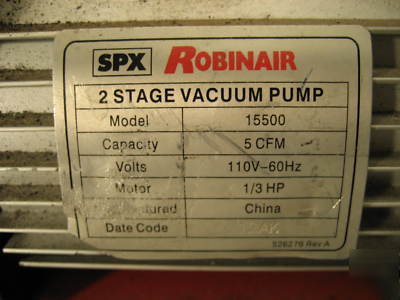 SPX ROBINAIR
2 STAGE VACUUM PUMP
Model 15500
Capacity 5 CFM
Volts 110V-60Hz
Motor 1/3 HP
China
Date Code
526278 Rev A